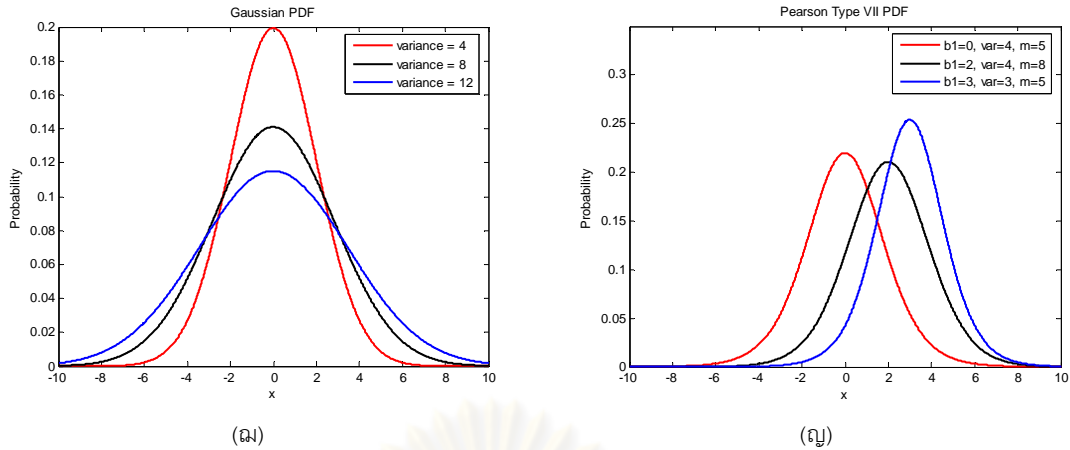 Gaussian PDF
variance = 4
variance = 8
variance = 12
0.2
0.18
0.16
0.14
0.12
0.1
0.08
0.06
0.04
0.02
0
Probability
-10 -8 -6 -4 -2 0 2 4 6 8 10
x
(ฌ)
Pearson Type VII PDF
b1=0, var=4, m=5
b1=2, var=4, m=8
b1=3, var=3, m=5
0.3
0.25
0.2
0.15
0.1
0.05
0
Probability
-10 -8 -6 -4 -2 0 2 4 6 8 10
x
(ญ)